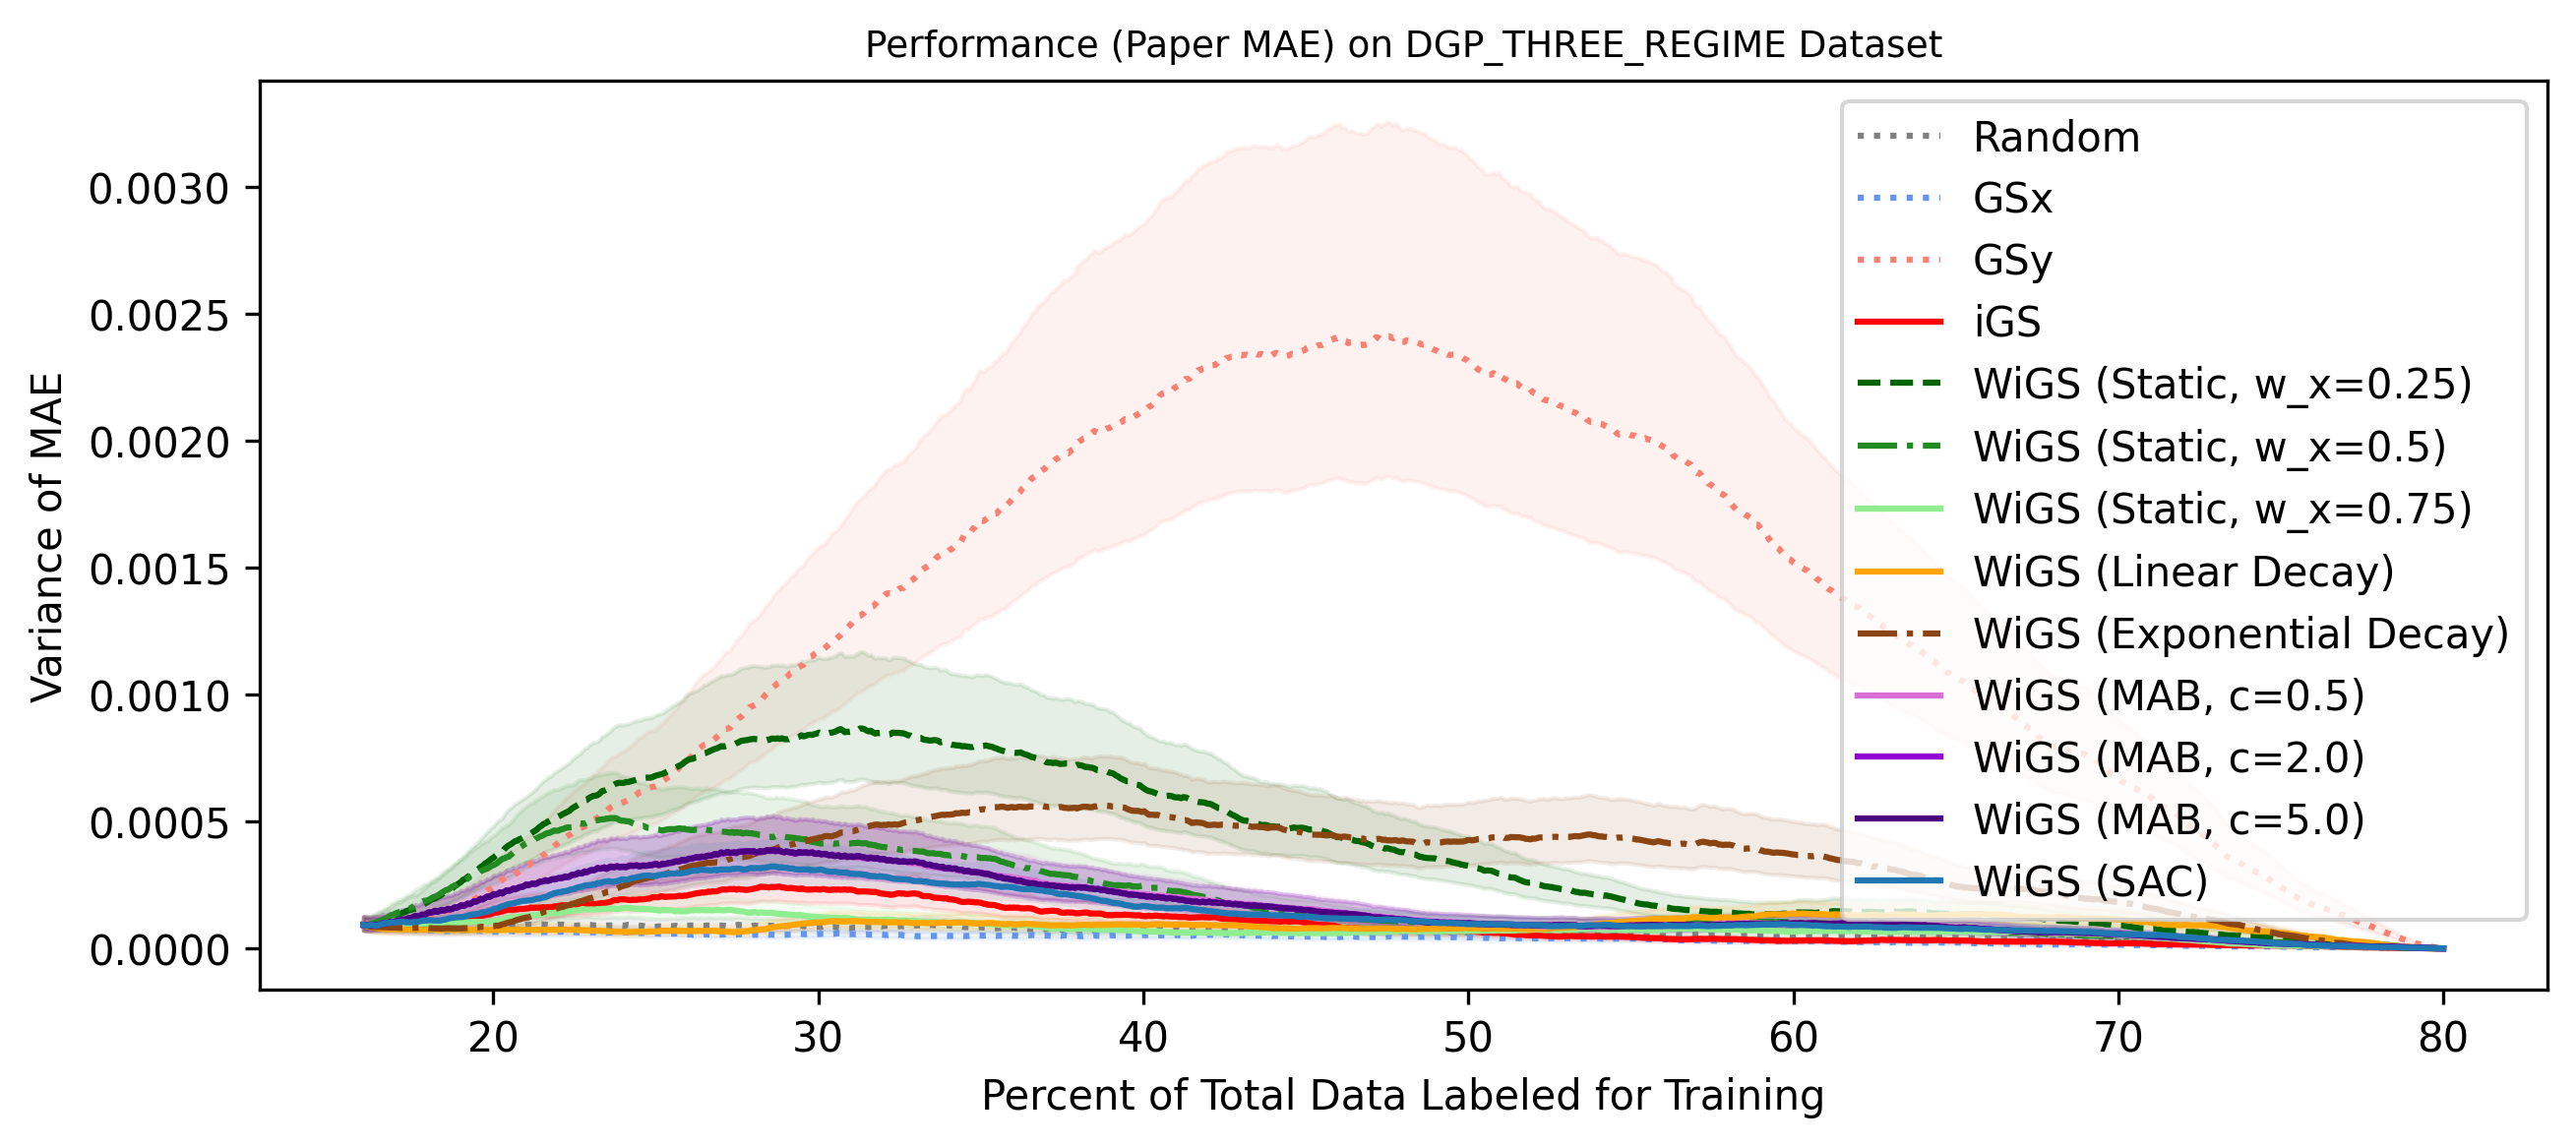 Performance (Paper MAE) on DGP_THREE_REGIME Dataset
Variance of MAE
0.0030
0.0025
0.0020
0.0015
0.0010
0.0005
0.0000
Random
GSx
GSy
iGS
WiGS (Static, w_x=0.25)
WiGS (Static, w_x=0.5)
WiGS (Static, w_x=0.75)
WiGS (Linear Decay)
WiGS (Exponential Decay)
WiGS (MAB, c=0.5)
WiGS (MAB, c=2.0)
WiGS (MAB, c=5.0)
WiGS (SAC)
20 30 40 50 60 70 80
Percent of Total Data Labeled for Training